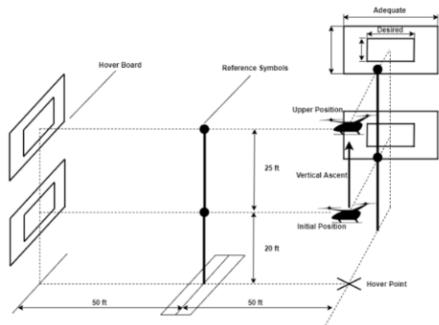 Adequate
Desired
Hover Board
Reference Symbols
Upper Position
25 ft
Vertical Ascent
Initial Position
20 ft
Hover Point
50 ft
50 ft